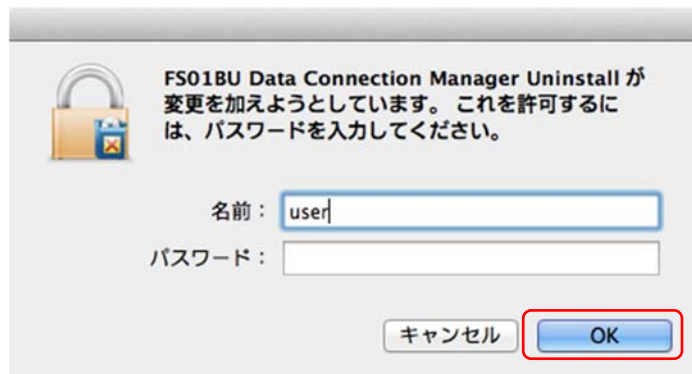 FS01BU Data Connection Manager Uninstall が
変更を加えようとしています。 これを許可するに
は、パスワードを入力してください。
名前： user
パスワード：
キャンセル OK